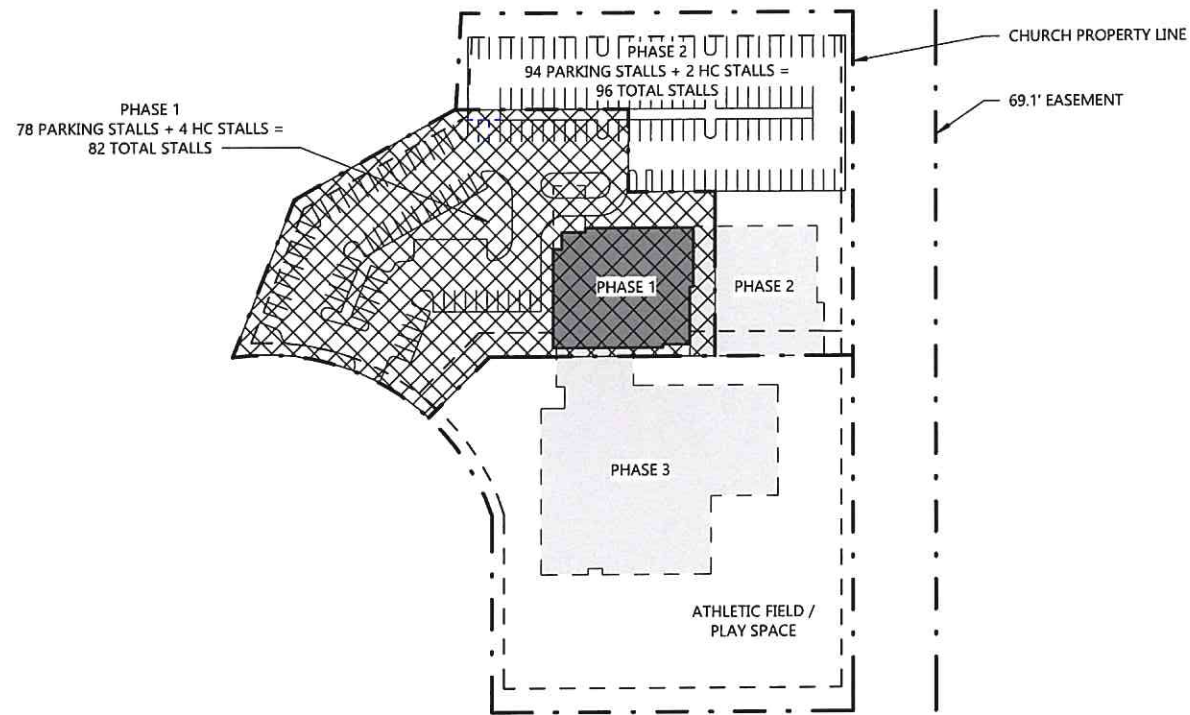 CHURCH PROPERTY LINE
PHASE 2
94 PARKING STALLS + 2 HC STALLS =
96 TOTAL STALLS
69.1' EASEMENT
PHASE 1
78 PARKING STALLS + 4 HC STALLS =
82 TOTAL STALLS
PHASE 1
PHASE 2
PHASE 3
ATHLETIC FIELD /
PLAY SPACE